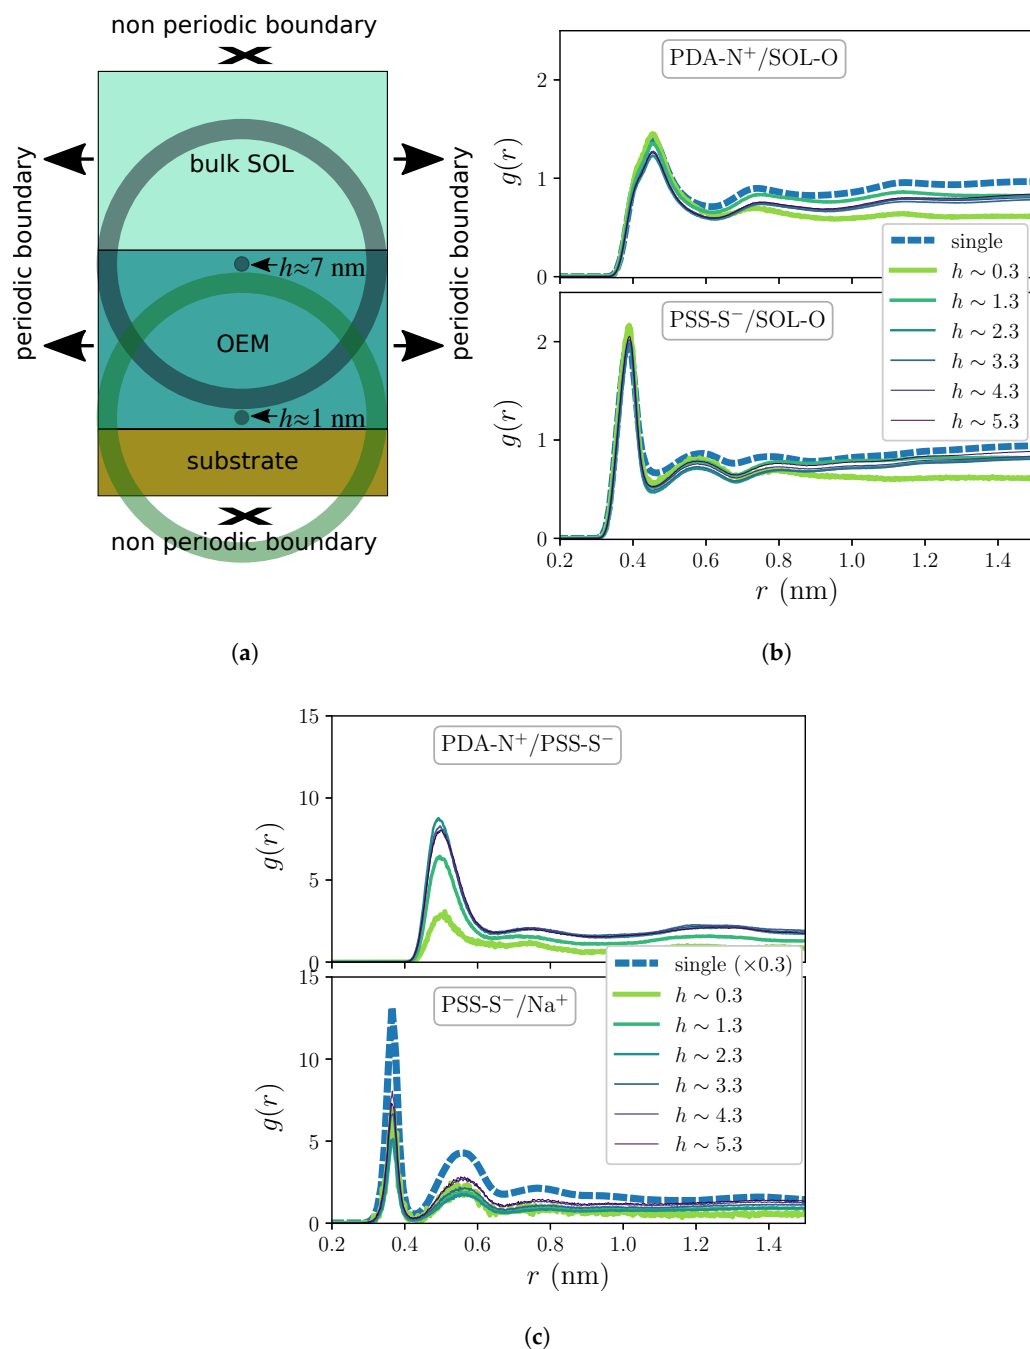 non periodic boundary
bulk SOL
periodic boundary
periodic boundary
h≈7 nm
OEM
h≈1 nm
substrate
non periodic boundary
(a)
PDA-N⁺/SOL-O
g(r)
2
1
0
PSS-S⁻/SOL-O
g(r)
2
1
0
single
h ∼ 0.3
h ∼ 1.3
h ∼ 2.3
h ∼ 3.3
h ∼ 4.3
h ∼ 5.3
0.2 0.4 0.6 0.8 1.0 1.2 1.4
r (nm)
(b)
PDA-N⁺/PSS-S⁻
g(r)
15
10
5
0
PSS-S⁻/Na⁺
g(r)
15
10
5
0
single (×0.3)
h ∼ 0.3
h ∼ 1.3
h ∼ 2.3
h ∼ 3.3
h ∼ 4.3
h ∼ 5.3
0.2 0.4 0.6 0.8 1.0 1.2 1.4
r (nm)
(c)